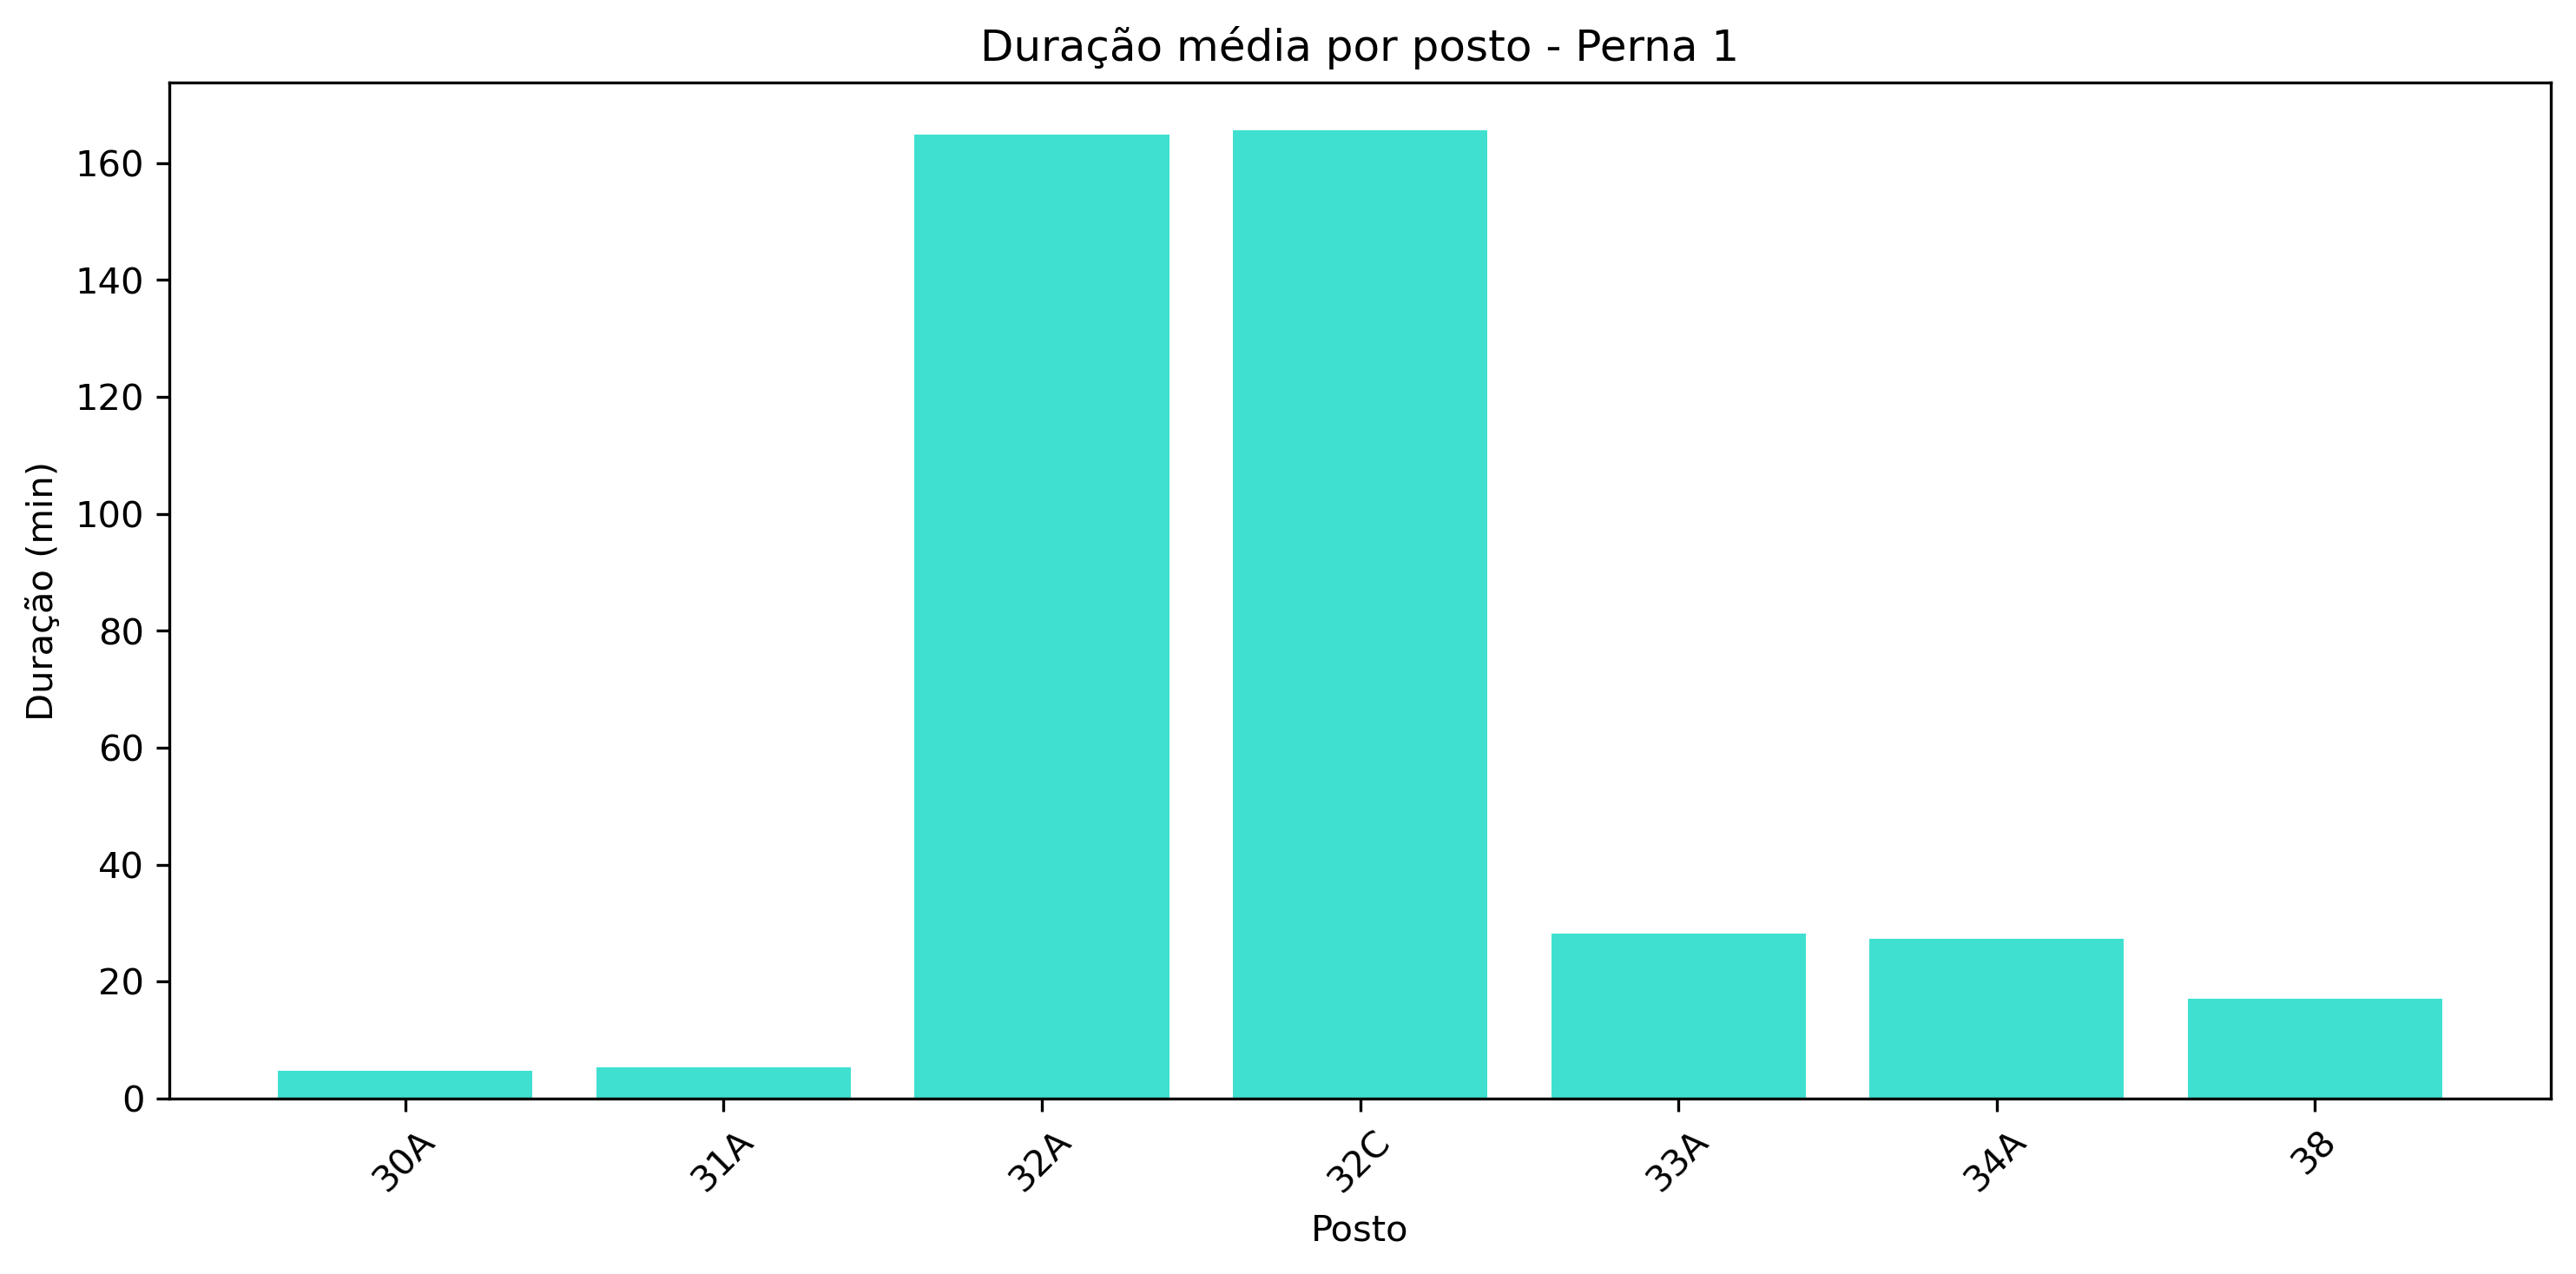 Duração média por posto - Perna 1
Duração (min)
160
140
120
100
80
60
40
20
0
30A
31A
32A
32C
33A
34A
38
Posto